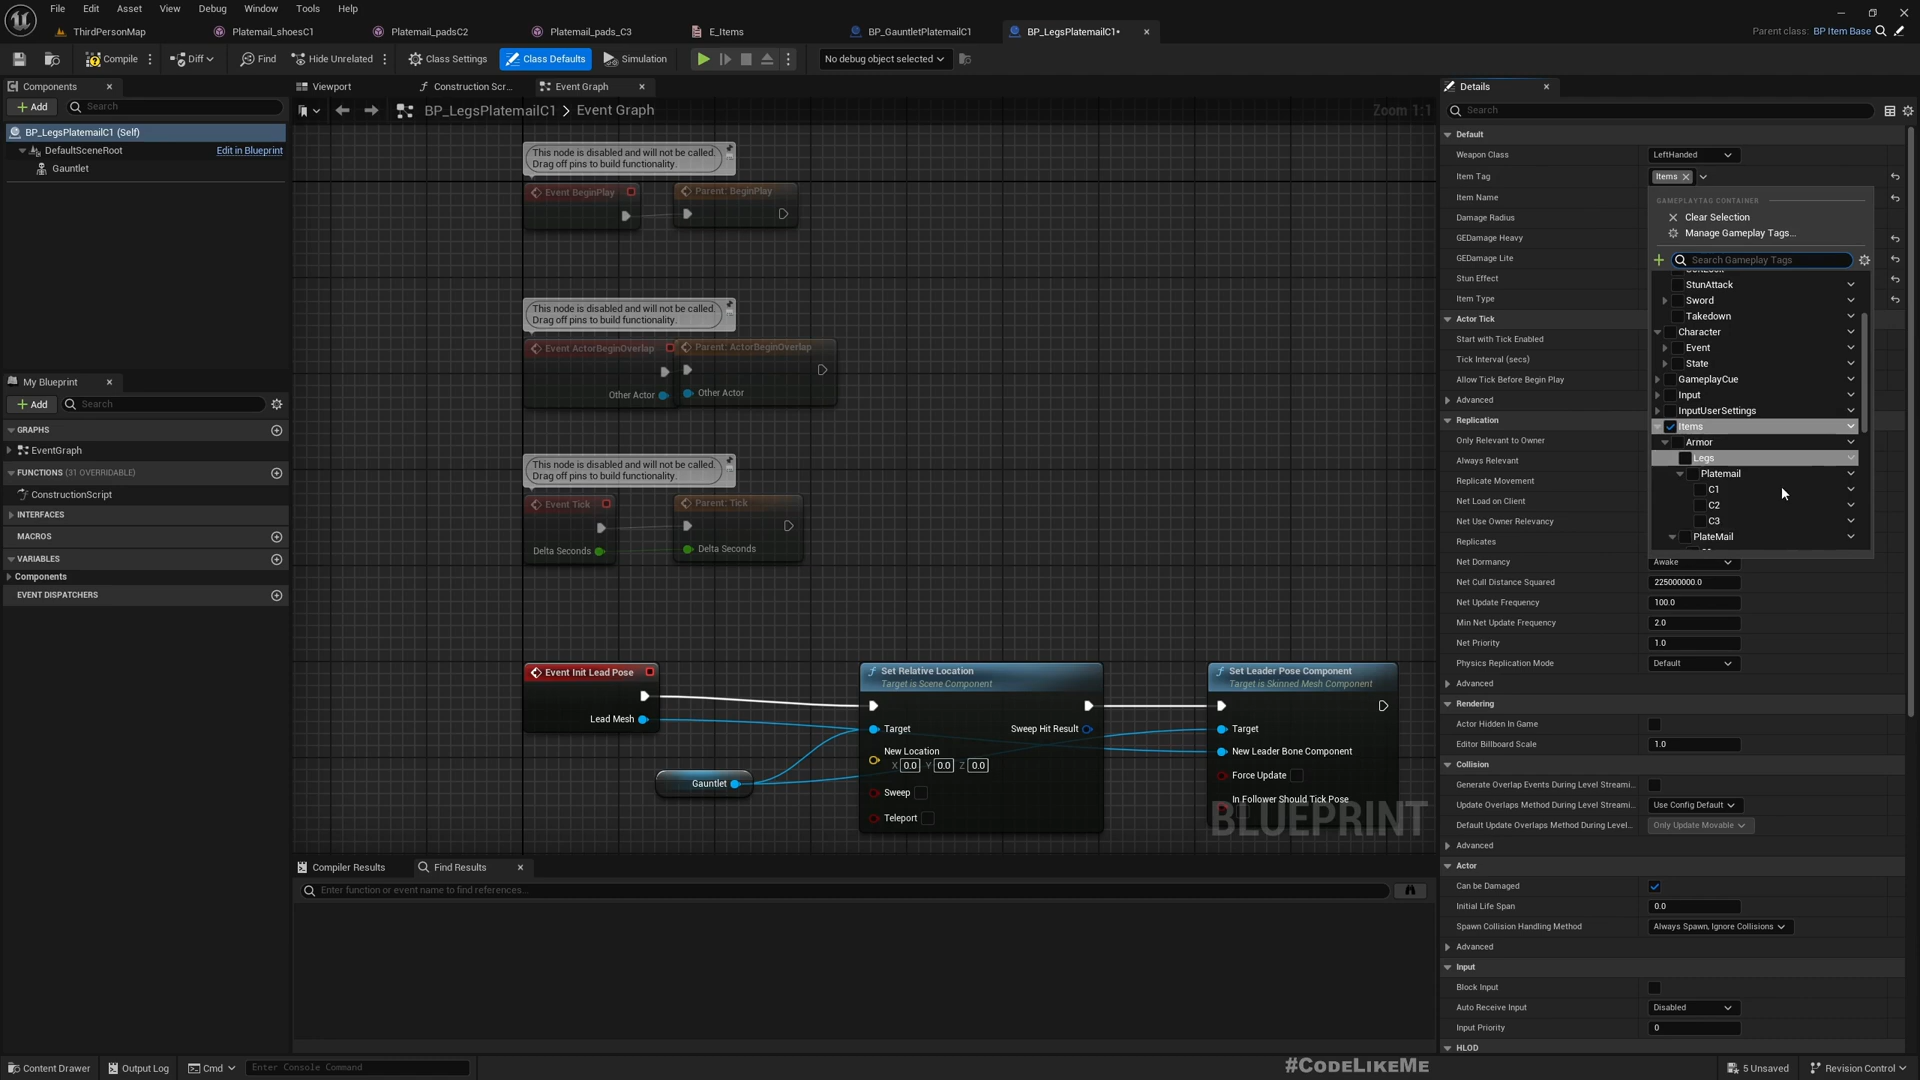 File Edit Asset View Debug Window Tools Help
ThirdPersonMap Platemail_shoesC1 Platemail_padsC2 Platemail_pads_C3 E_Items BP_GauntletPlatemailC1 BP_LegsPlatemailC1•
Parent class: BP Item Base
Compile Diff Find Hide Unrelated Class Settings Class Defaults Simulation No debug object selected
Components
Add Search
BP_LegsPlatemailC1 (Self)
DefaultSceneRoot Edit in Blueprint
Gauntlet
My Blueprint
Add Search
GRAPHS
EventGraph
FUNCTIONS (31 OVERRIDABLE)
ConstructionScript
INTERFACES
MACROS
VARIABLES
Components
EVENT DISPATCHERS
Viewport Construction Scr... Event Graph
BP_LegsPlatemailC1 > Event Graph Zoom 1:1
This node is disabled and will not be called.
Drag off pins to build functionality.
Event BeginPlay Parent: BeginPlay
This node is disabled and will not be called.
Drag off pins to build functionality.
Event ActorBeginOverlap Parent: ActorBeginOverlap
Other Actor Other Actor
This node is disabled and will not be called.
Drag off pins to build functionality.
Event Tick Parent: Tick
Delta Seconds Delta Seconds
Event Init Lead Pose
Lead Mesh
Gauntlet
Set Relative Location
Target is Scene Component
Target Sweep Hit Result
New Location
X 0.0 Y 0.0 Z 0.0
Sweep
Teleport
Set Leader Pose Component
Target is Skinned Mesh Component
Target
New Leader Bone Component
Force Update
In Follower Should Tick Pose
BLUEPRINT
Compiler Results Find Results
Enter function or event name to find references...
Details
Search
Default
Weapon Class LeftHanded
Item Tag Items
Item Name
Damage Radius
GEDamage Heavy
GEDamage Lite
Stun Effect
Item Type
GAMEPLAYTAG CONTAINER
Clear Selection
Manage Gameplay Tags...
Search Gameplay Tags
StunAttack
Sword
Takedown
Character
Event
State
GameplayCue
Input
InputUserSettings
Items
Armor
Legs
Platemail
C1
C2
C3
PlateMail
Actor Tick
Start with Tick Enabled
Tick Interval (secs)
Allow Tick Before Begin Play
Advanced
Replication
Only Relevant to Owner
Always Relevant
Replicate Movement
Net Load on Client
Net Use Owner Relevancy
Replicates
Net Dormancy Awake
Net Cull Distance Squared 225000000.0
Net Update Frequency 100.0
Min Net Update Frequency 2.0
Net Priority 1.0
Physics Replication Mode Default
Advanced
Rendering
Actor Hidden In Game
Editor Billboard Scale 1.0
Collision
Generate Overlap Events During Level Streami...
Update Overlaps Method During Level Streami... Use Config Default
Default Update Overlaps Method During Level... Only Update Movable
Advanced
Actor
Can be Damaged
Initial Life Span 0.0
Spawn Collision Handling Method Always Spawn, Ignore Collisions
Advanced
Input
Block Input
Auto Receive Input Disabled
Input Priority 0
HLOD
Content Drawer Output Log Cmd Enter Console Command #CodeLikeMe 5 Unsaved Revision Control